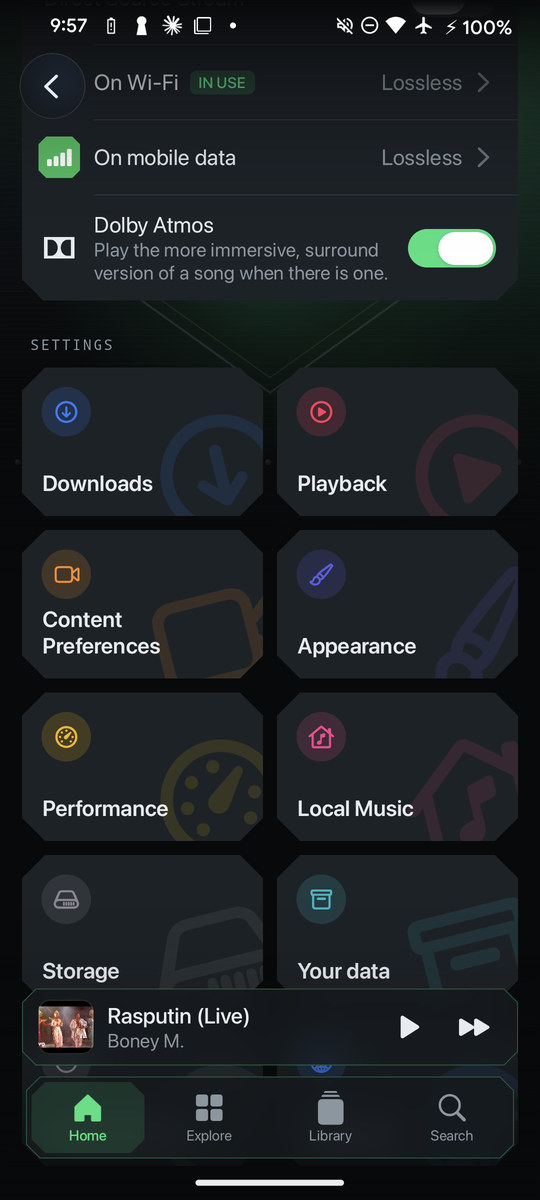 9:57
100%
On Wi-Fi IN USE Lossless
On mobile data Lossless
Dolby Atmos
Play the more immersive, surround
version of a song when there is one.
SETTINGS
Downloads
Playback
Content
Preferences
Appearance
Performance
Local Music
Storage
Your data
Rasputin (Live)
Boney M.
Home
Explore
Library
Search